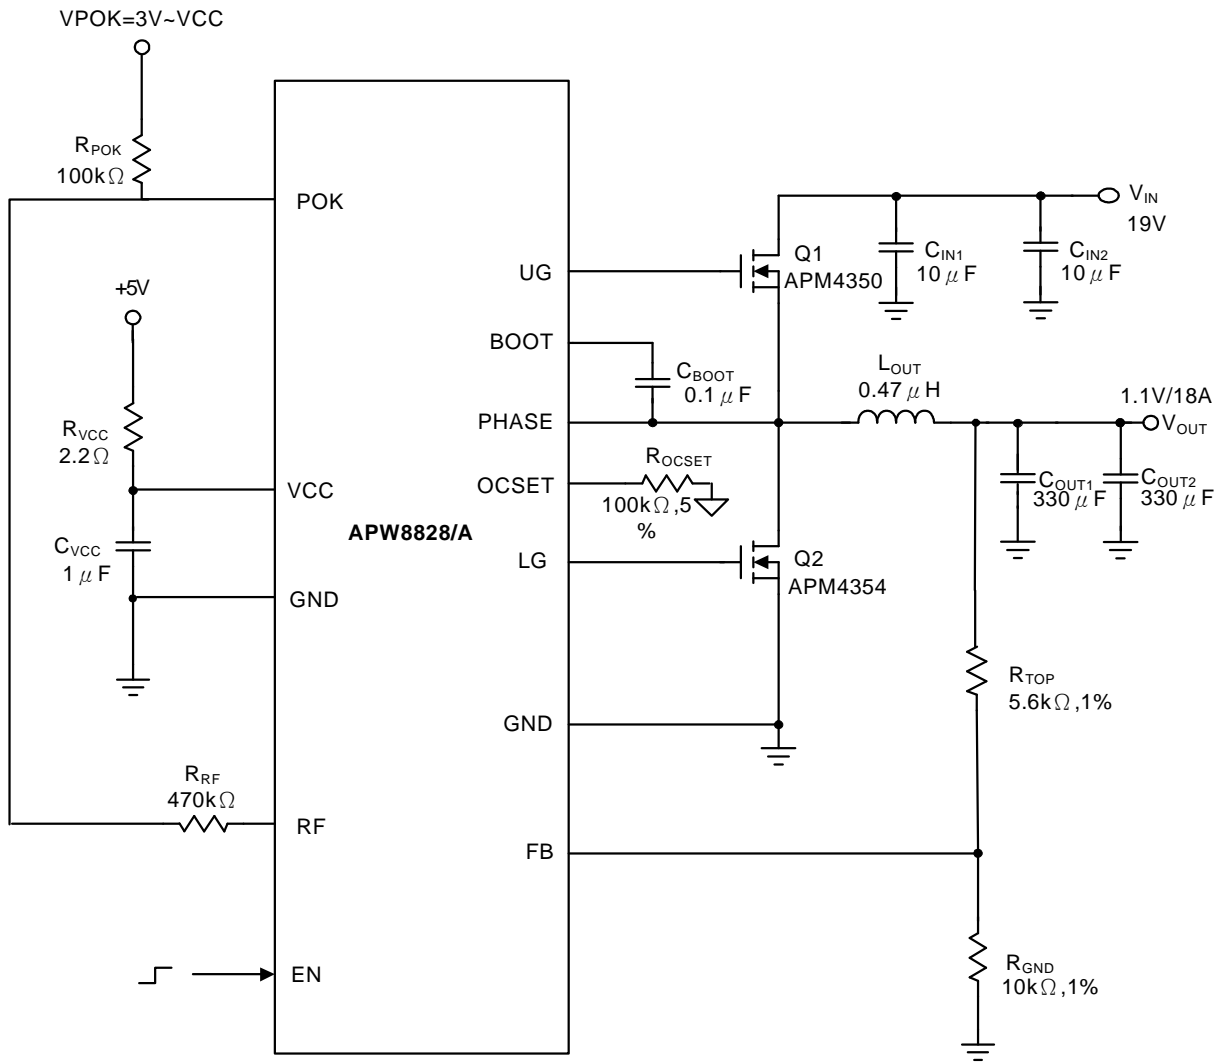 VPOK=3V~VCC
RPOK
100kΩ
POK
+5V
RVCC
2.2Ω
VCC
CVCC
1μF
GND
RRF
470kΩ
RF
EN
APW8828/A
UG
BOOT
PHASE
OCSET
LG
GND
FB
Q1
APM4350
CIN1
10μF
CIN2
10μF
VIN
19V
CBOOT
0.1μF
LOUT
0.47μH
1.1V/18A
VOUT
ROCSET
100kΩ,5
%
COUT1
330μF
COUT2
330μF
Q2
APM4354
RTOP
5.6kΩ,1%
RGND
10kΩ,1%